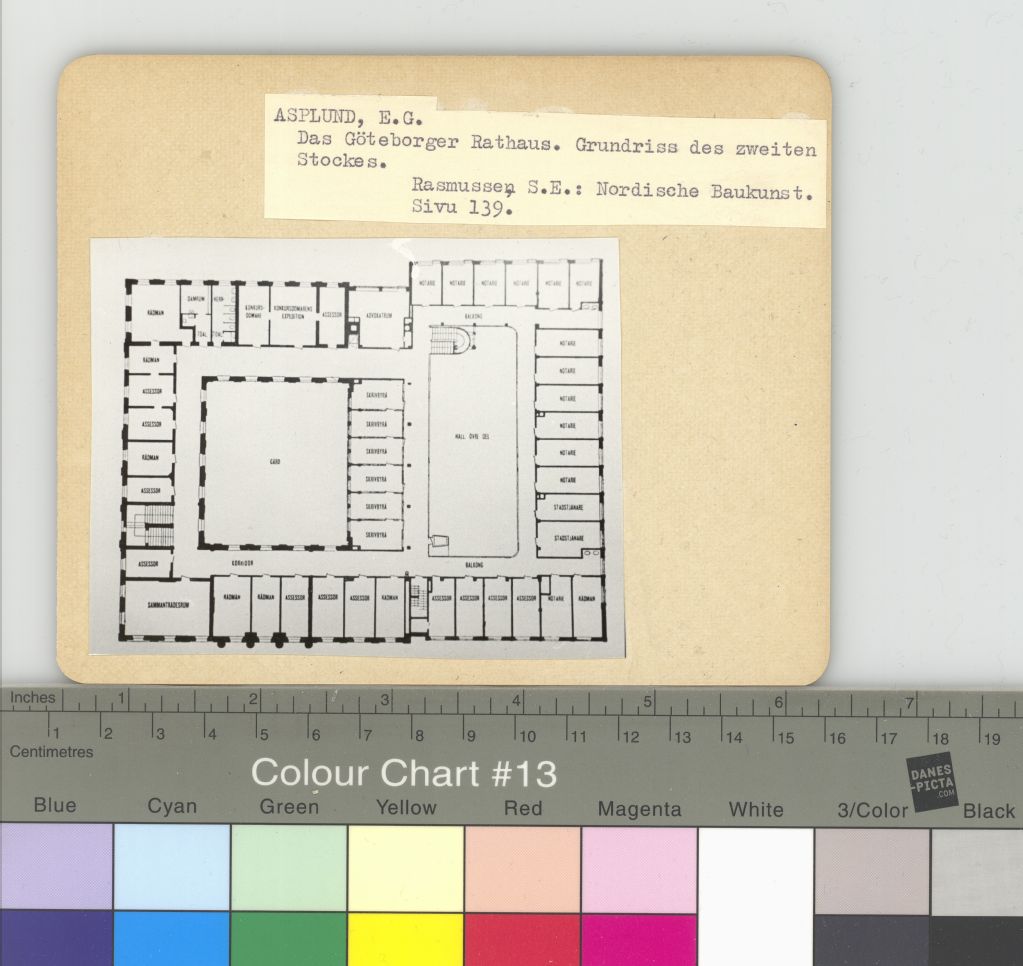 ASPLUND, E.G.
Das Göteborger Rathaus. Grundriss des zweiten
Stockes.
Rasmussen, S.E.: Nordische Baukunst.
Sivu 139.
NOTARIE NOTARIE NOTARIE NOTARIE NOTARIE NOTARIE
RÅDMAN DAMRUM HERR- KONKURS-DOMARE KONKURSDOMARENS EXPEDITION ASSESSOR ADVOKATRUM
BALKONG
TOAL. TOAL.
RÅDMAN NOTARIE
ASSESSOR NOTARIE
SKRIVBYRÅ NOTARIE
ASSESSOR SKRIVBYRÅ NOTARIE
RÅDMAN GÅRD SKRIVBYRÅ HALL ÖVRE DEL NOTARIE
ASSESSOR SKRIVBYRÅ NOTARIE
SKRIVBYRÅ STADSTJÄNARE
SKRIVBYRÅ STADSTJÄNARE
ASSESSOR KORRIDOR BALKONG
SAMMANTRÄDESRUM RÅDMAN RÅDMAN ASSESSOR ASSESSOR ASSESSOR RÅDMAN ASSESSOR ASSESSOR ASSESSOR ASSESSOR NOTARIE RÅDMAN
Inches 1 2 3 4 5 6 7
1 2 3 4 5 6 7 8 9 10 11 12 13 14 15 16 17 18 19
Centimetres
Colour Chart #13
DANES
-PICTA
.COM
Blue Cyan Green Yellow Red Magenta White 3/Color Black